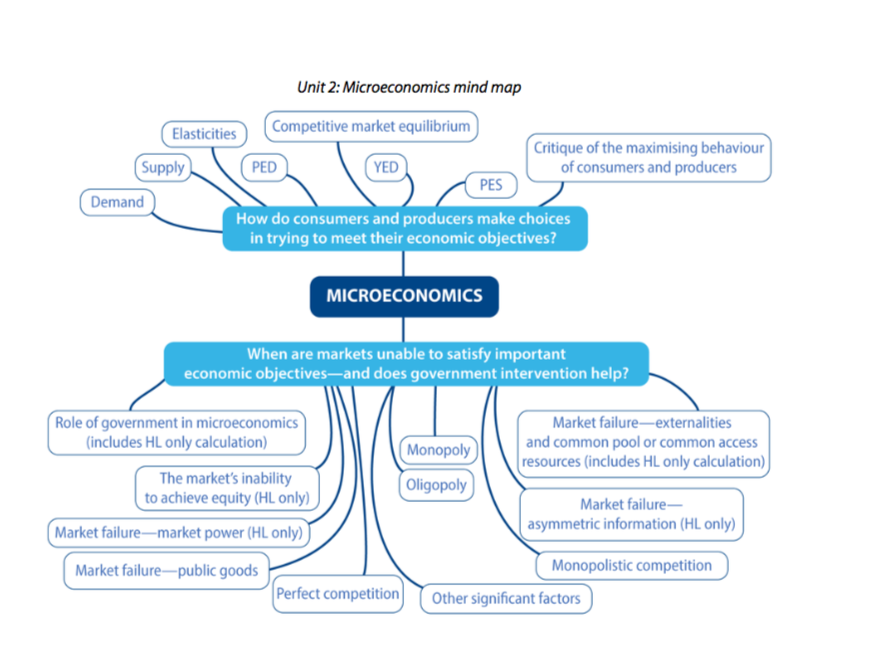 Unit 2: Microeconomics mind map
Competitive market equilibrium
Elasticities
Critique of the maximising behaviour
of consumers and producers
Supply
PED
YED
PES
Demand
How do consumers and producers make choices
in trying to meet their economic objectives?
MICROECONOMICS
When are markets unable to satisfy important
economic objectives—and does government intervention help?
Role of government in microeconomics
(includes HL only calculation)
The market's inability
to achieve equity (HL only)
Market failure—market power (HL only)
Market failure—public goods
Perfect competition
Monopoly
Oligopoly
Other significant factors
Market failure—externalities
and common pool or common access
resources (includes HL only calculation)
Market failure—
asymmetric information (HL only)
Monopolistic competition